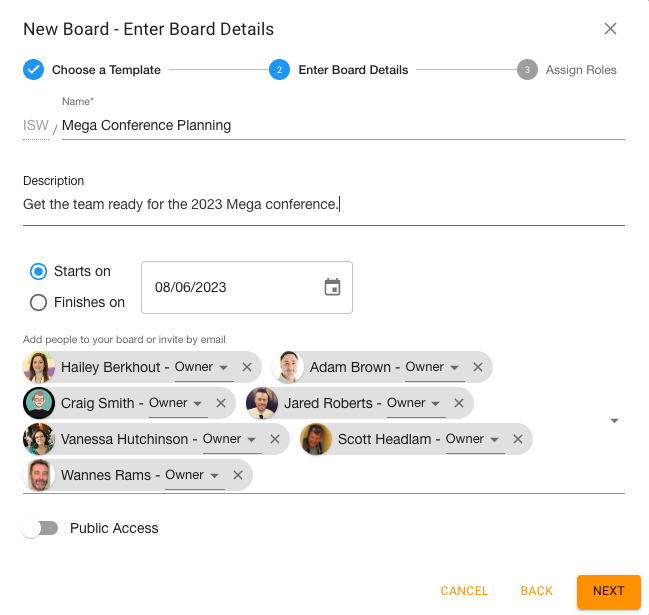 New Board - Enter Board Details
Choose a Template 2 Enter Board Details 3 Assign Roles
Name*
ISW / Mega Conference Planning
Description
Get the team ready for the 2023 Mega conference.
Starts on
08/06/2023
Finishes on
Add people to your board or invite by email
Hailey Berkhout - Owner Adam Brown - Owner
Craig Smith - Owner Jared Roberts - Owner
Vanessa Hutchinson - Owner Scott Headlam - Owner
Wannes Rams - Owner
Public Access
CANCEL BACK NEXT